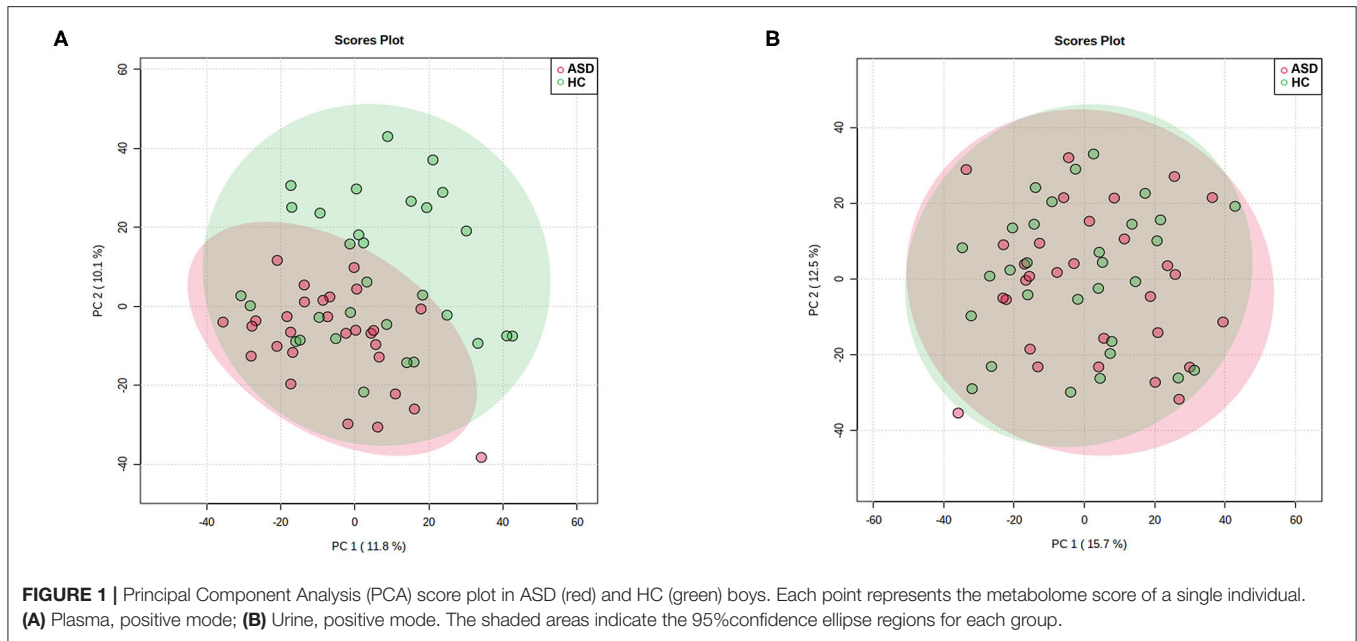 A
Scores Plot
ASD
HC
60
40
20
0
-20
-40
PC 2 ( 10.1 %)
-40 -20 0 20 40 60
PC 1 ( 11.8 %)
B
Scores Plot
ASD
HC
40
20
0
-20
-40
PC 2 ( 12.5 %)
-60 -40 -20 0 20 40 60
PC 1 ( 15.7 %)
FIGURE 1 | Principal Component Analysis (PCA) score plot in ASD (red) and HC (green) boys. Each point represents the metabolome score of a single individual.
(A) Plasma, positive mode; (B) Urine, positive mode. The shaded areas indicate the 95%confidence ellipse regions for each group.